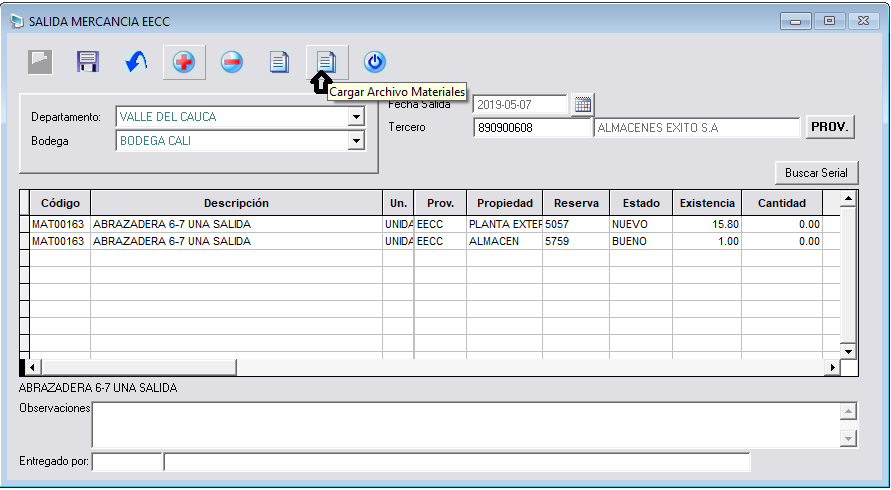 SALIDA MERCANCIA EECC
Cargar Archivo Materiales
Departamento: VALLE DEL CAUCA
Bodega BODEGA CALI
Fecha Salida 2019-05-07
Tercero 890900608 ALMACENES EXITO S.A PROV.
Buscar Serial
Código Descripción Un. Prov. Propiedad Reserva Estado Existencia Cantidad
MAT00163 ABRAZADERA 6-7 UNA SALIDA UNIDA EECC PLANTA EXTER 5057 NUEVO 15.80 0.00
MAT00163 ABRAZADERA 6-7 UNA SALIDA UNIDA EECC ALMACEN 5759 BUENO 1.00 0.00
ABRAZADERA 6-7 UNA SALIDA
Observaciones
Entregado por: